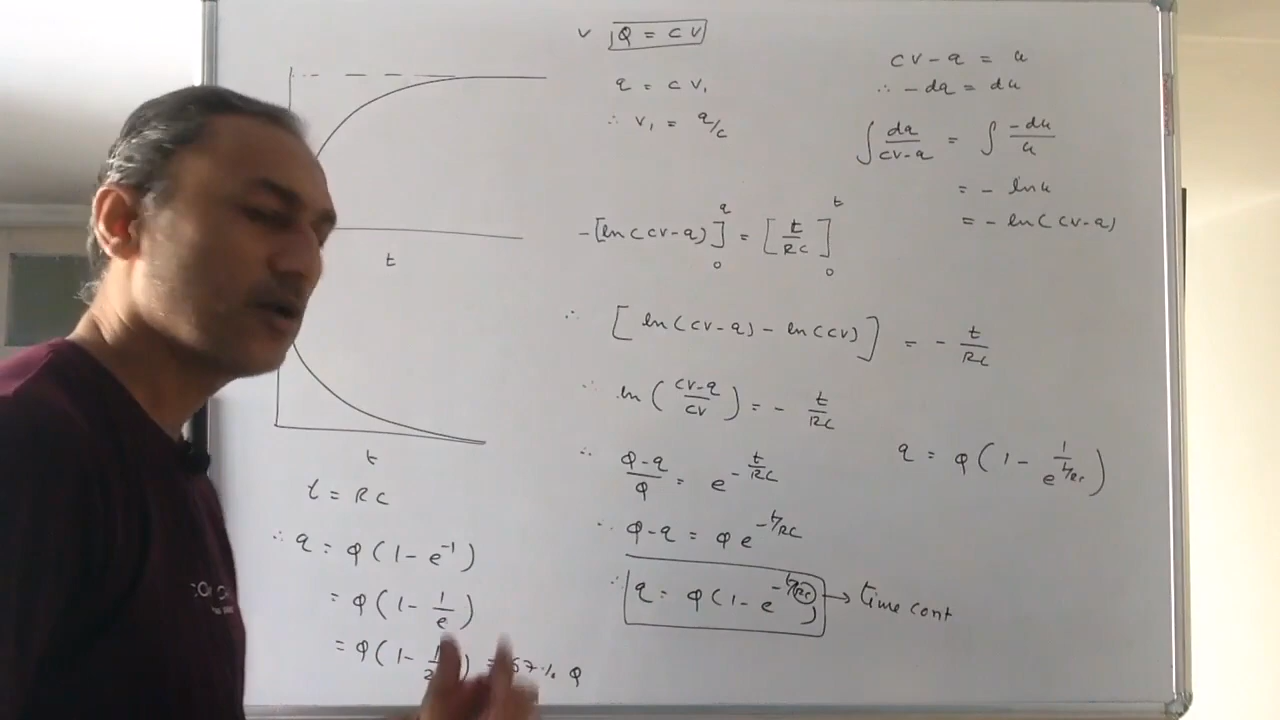 v Q = CV
q = CV₁
∴ V₁ = q/C
CV - q = u
∴ -dq = du
∫ dq/(CV-q) = ∫ -du/u
= - ln u
= - ln (CV-q)
-[ln (CV-q)]₀^q = [t/RC]₀^t
∴ [ln (CV-q) - ln (CV)] = - t/RC
∴ ln ((CV-q)/CV) = - t/RC
∴ (Q-q)/Q = e^(-t/RC)
∴ Q-q = Q e^(-t/RC)
∴ q = Q (1 - e^(-t/RC)) → time cont
q = Q (1 - 1/e^(t/RC))
t
t
t = RC
∴ q = Q (1 - e⁻¹)
= Q (1 - 1/e)
= Q (1 -
7 % Q